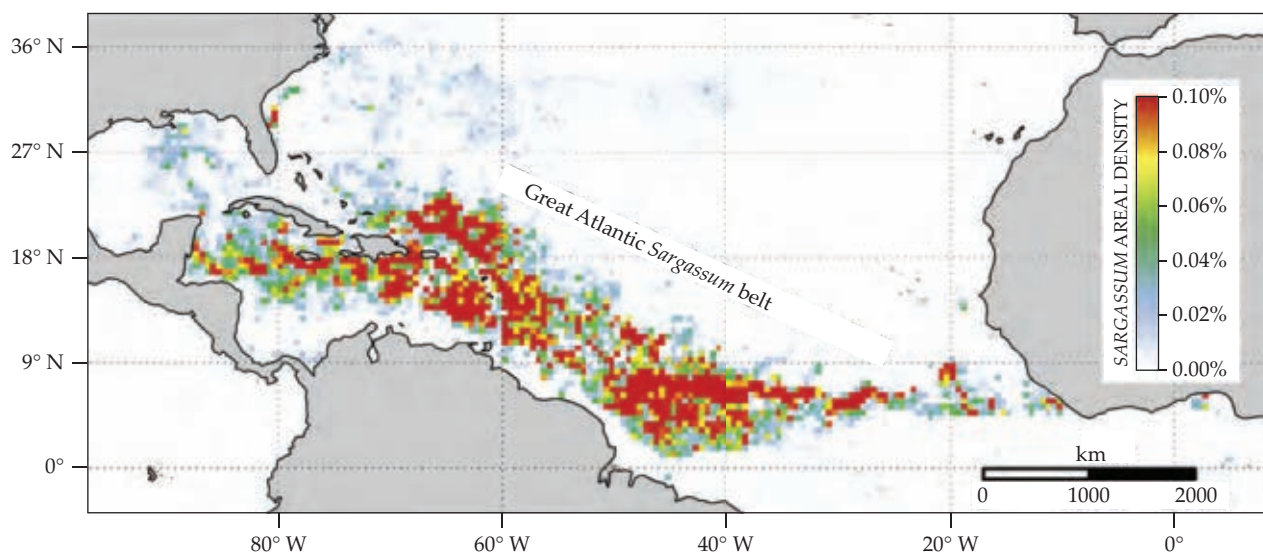 36° N
27° N
18° N
9° N
0°
80° W
60° W
40° W
20° W
0°
Great Atlantic Sargassum belt
SARGASSUM AREAL DENSITY
0.10%
0.08%
0.06%
0.04%
0.02%
0.00%
km
0 1000 2000